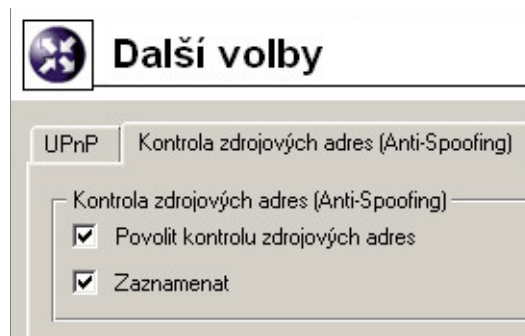 Další volby
UPnP Kontrola zdrojových adres (Anti-Spoofing)
Kontrola zdrojových adres (Anti-Spoofing)
Povolit kontrolu zdrojových adres
Zaznamenat